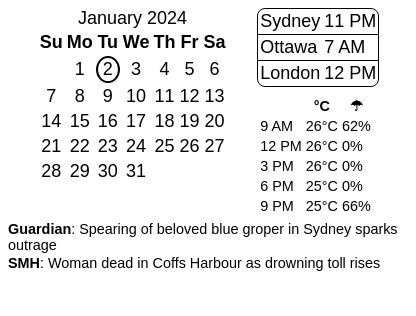 January 2024
Su Mo Tu We Th Fr Sa
1 2 3 4 5 6
7 8 9 10 11 12 13
14 15 16 17 18 19 20
21 22 23 24 25 26 27
28 29 30 31
Sydney 11 PM
Ottawa 7 AM
London 12 PM
°C ☂
9 AM 26°C 62%
12 PM 26°C 0%
3 PM 26°C 0%
6 PM 25°C 0%
9 PM 25°C 66%
Guardian: Spearing of beloved blue groper in Sydney sparks
outrage
SMH: Woman dead in Coffs Harbour as drowning toll rises